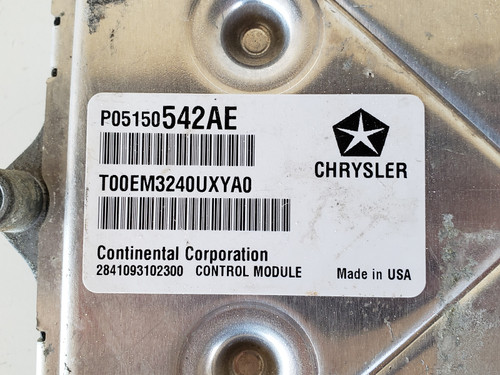 P05150542AE
CHRYSLER
T00EM3240UXYA0
Continental Corporation
2841093102300 CONTROL MODULE Made in USA